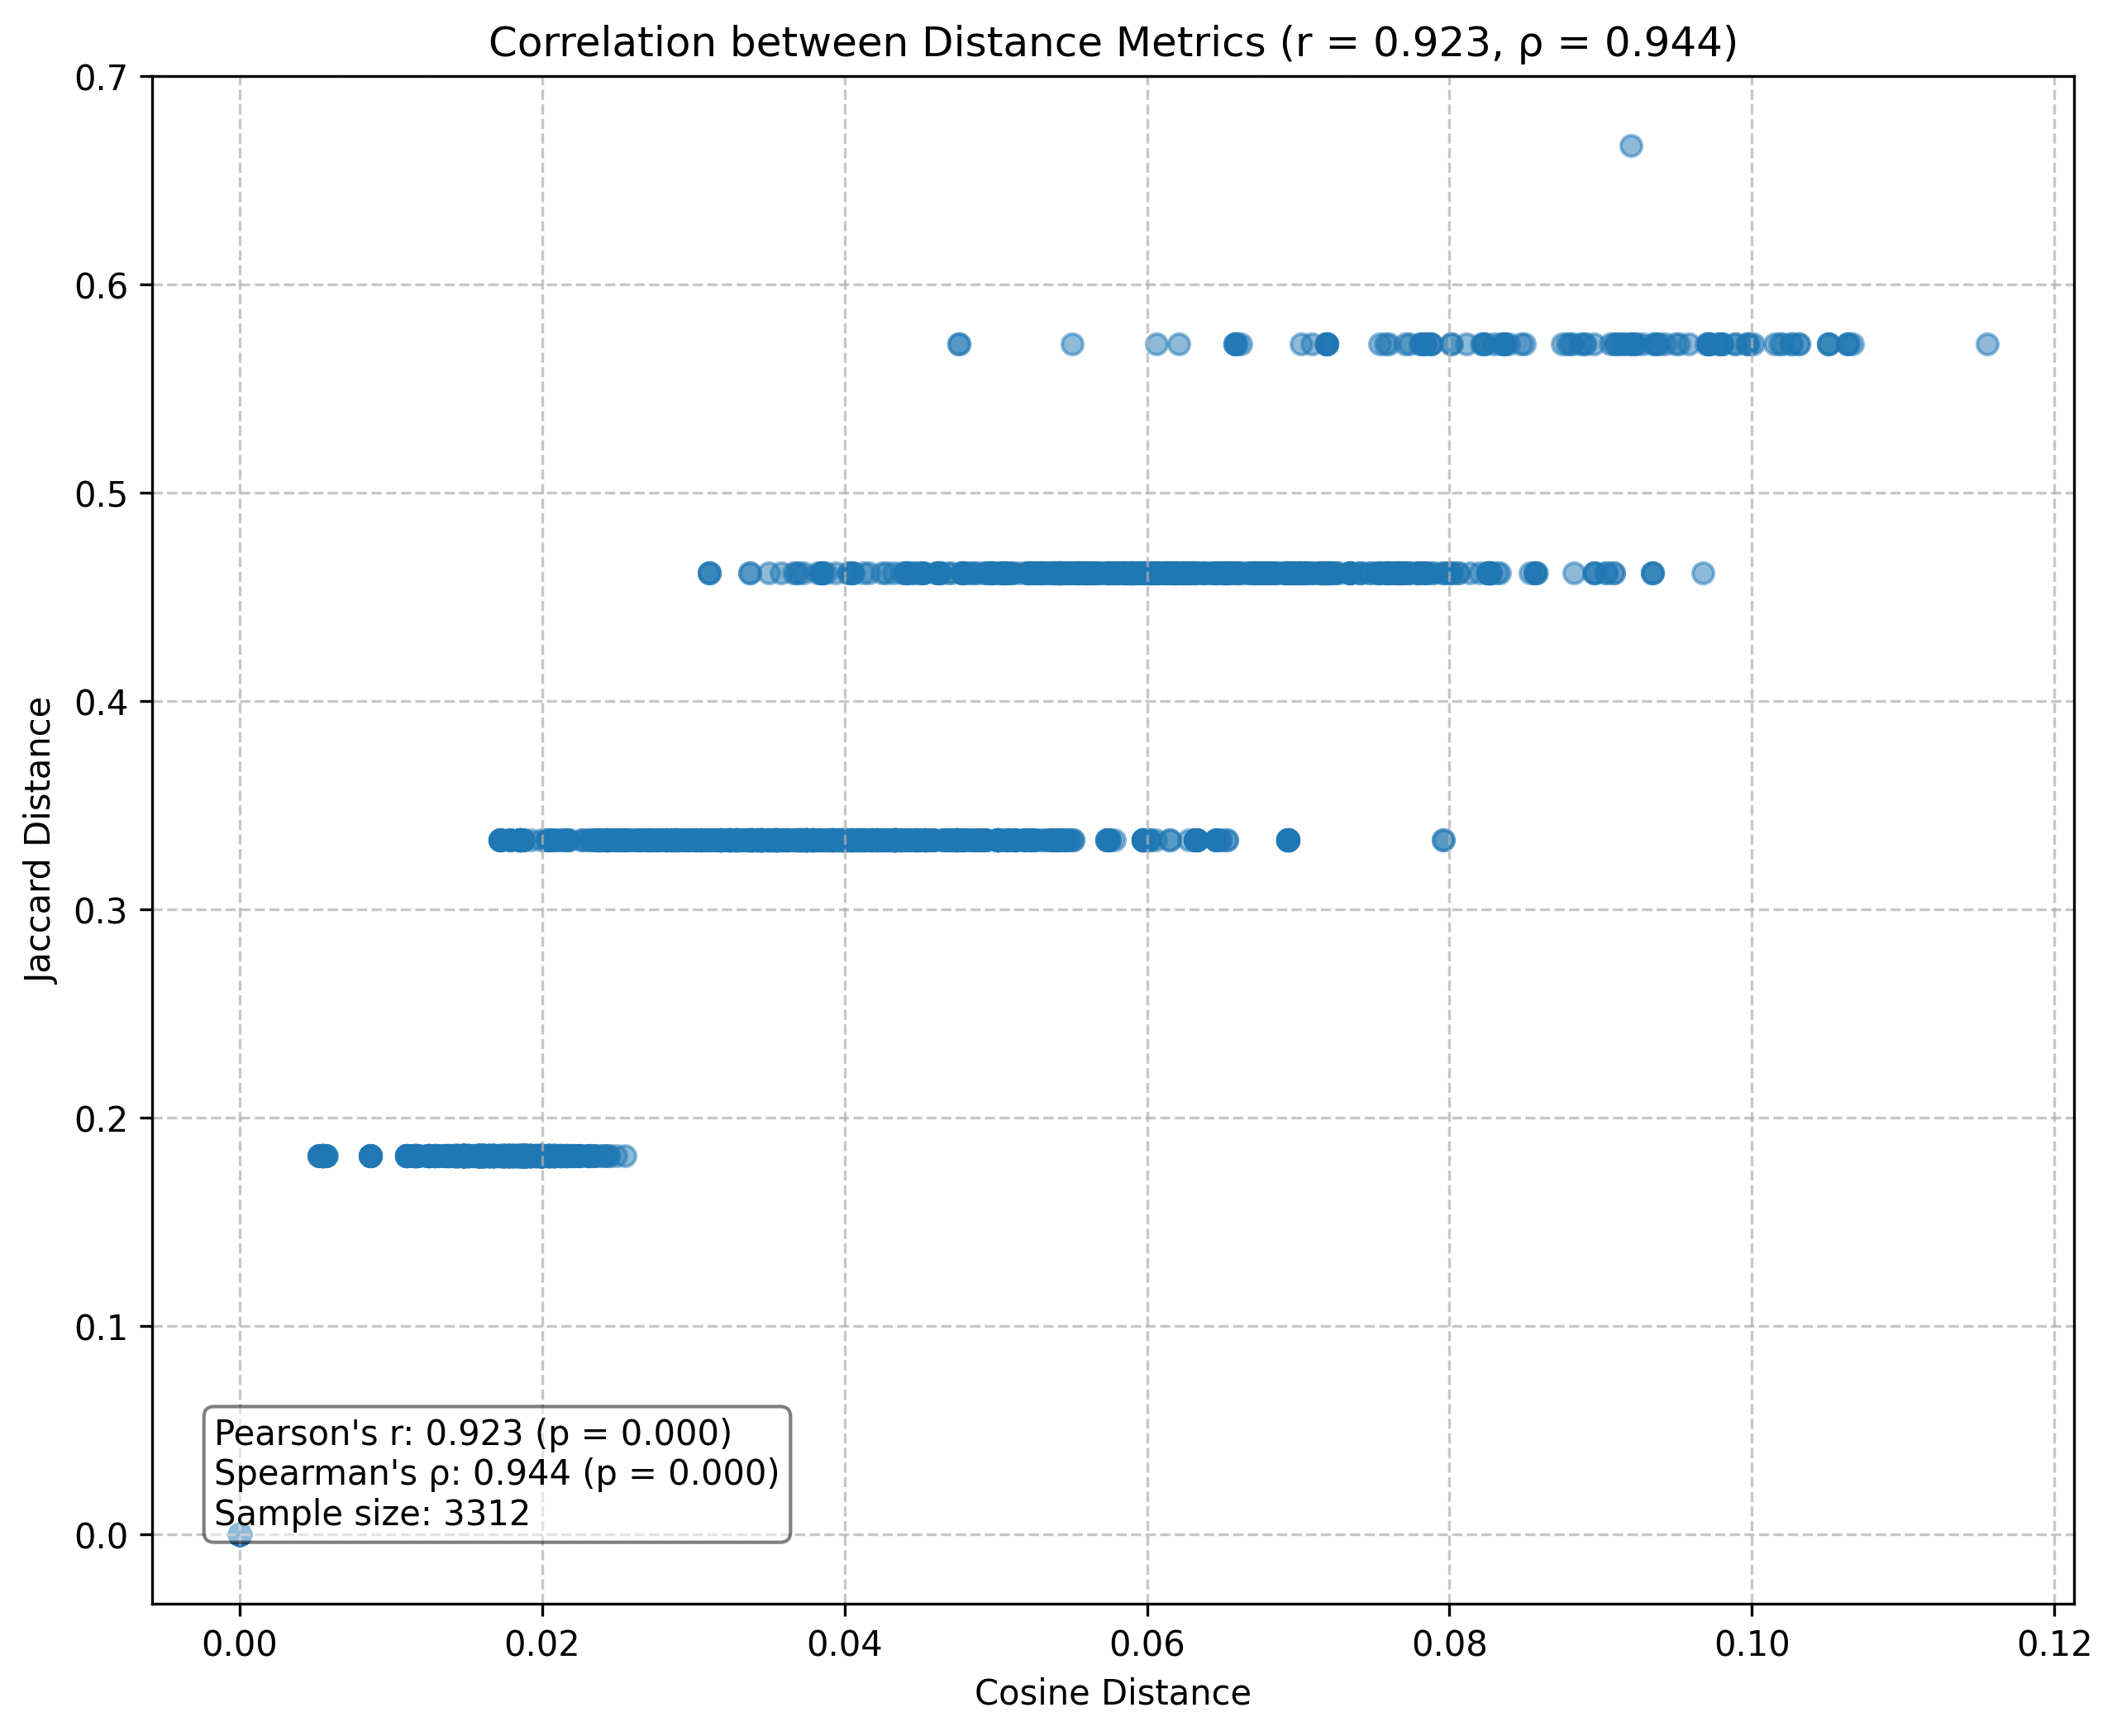 Correlation between Distance Metrics (r = 0.923, ρ = 0.944)
0.7
0.6
0.5
0.4
0.3
0.2
0.1
0.0
Jaccard Distance
Pearson's r: 0.923 (p = 0.000)
Spearman's ρ: 0.944 (p = 0.000)
Sample size: 3312
0.00 0.02 0.04 0.06 0.08 0.10 0.12
Cosine Distance